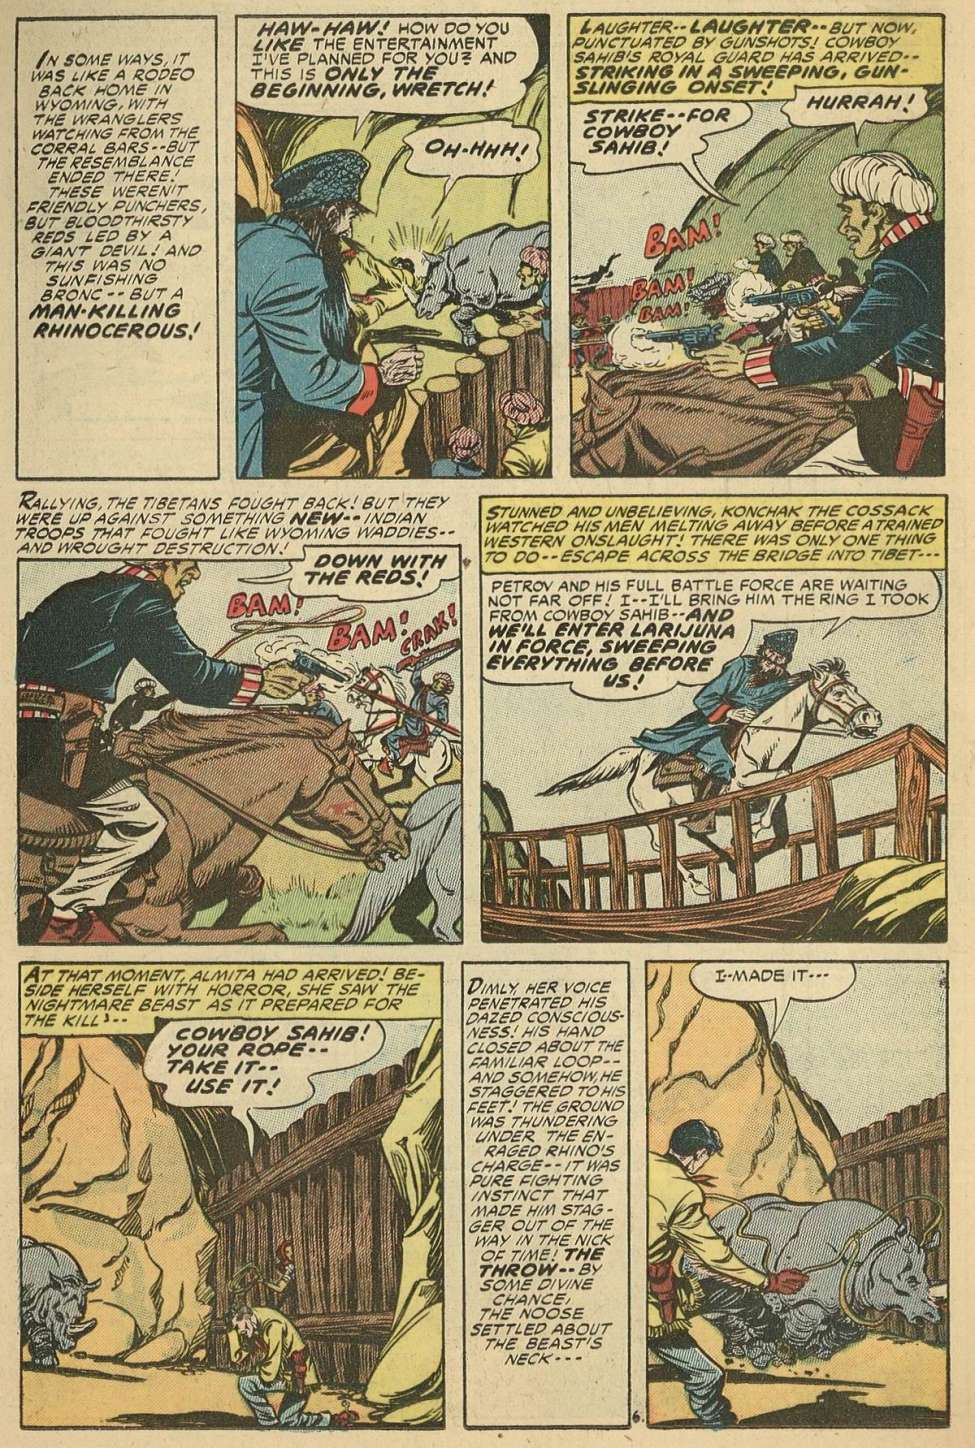 IN SOME WAYS, IT
WAS LIKE A RODEO
BACK HOME IN
WYOMING, WITH
THE WRANGLERS
WATCHING FROM THE
CORRAL BARS--BUT
THE RESEMBLANCE
ENDED THERE!
THESE WEREN'T
FRIENDLY PUNCHERS,
BUT BLOODTHIRSTY
REDS LED BY A
GIANT DEVIL! AND
THIS WAS NO
SUNFISHING
BRONC--BUT A
MAN-KILLING
RHINOCEROUS!
HAW-HAW! HOW DO YOU
LIKE THE ENTERTAINMENT
I'VE PLANNED FOR YOU? AND
THIS IS ONLY THE
BEGINNING, WRETCH!
OH-HHH!
LAUGHTER--LAUGHTER--BUT NOW,
PUNCTUATED BY GUNSHOTS! COWBOY
SAHIB'S ROYAL GUARD HAS ARRIVED--
STRIKING IN A SWEEPING, GUN-
SLINGING ONSET!
STRIKE--FOR
COWBOY
SAHIB!
HURRAH!
BAM!
BAM!
BAM!
RALLYING, THE TIBETANS FOUGHT BACK! BUT THEY
WERE UP AGAINST SOMETHING NEW--INDIAN
TROOPS THAT FOUGHT LIKE WYOMING WADDIES--
AND WROUGHT DESTRUCTION!
DOWN WITH
THE REDS!
BAM!
BAM!
CRAK!
STUNNED AND UNBELIEVING, KONCHAK THE COSSACK
WATCHED HIS MEN MELTING AWAY BEFORE A TRAINED
WESTERN ONSLAUGHT! THERE WAS ONLY ONE THING
TO DO--ESCAPE ACROSS THE BRIDGE INTO TIBET---
PETROV AND HIS FULL BATTLE FORCE ARE WAITING
NOT FAR OFF! I--I'LL BRING HIM THE RING I TOOK
FROM COWBOY SAHIB--AND
WE'LL ENTER LARIJUNA
IN FORCE, SWEEPING
EVERYTHING BEFORE
US!
AT THAT MOMENT, ALMITA HAD ARRIVED! BE-
SIDE HERSELF WITH HORROR, SHE SAW THE
NIGHTMARE BEAST AS IT PREPARED FOR
THE KILL!--
COWBOY SAHIB!
YOUR ROPE--
TAKE IT--
USE IT!
DIMLY, HER VOICE
PENETRATED HIS
DAZED CONSCIOUS-
NESS! HIS HAND
CLOSED ABOUT THE
FAMILIAR LOOP--
AND SOMEHOW, HE
STAGGERED TO HIS
FEET! THE GROUND
WAS THUNDERING
UNDER THE EN-
RAGED RHINO'S
CHARGE--IT WAS
PURE FIGHTING
INSTINCT THAT
MADE HIM STAG-
GER OUT OF THE
WAY IN THE NICK
OF TIME! THE
THROW--BY
SOME DIVINE
CHANCE,
THE NOOSE
SETTLED ABOUT
THE BEAST'S
NECK---
I--MADE IT---
6.